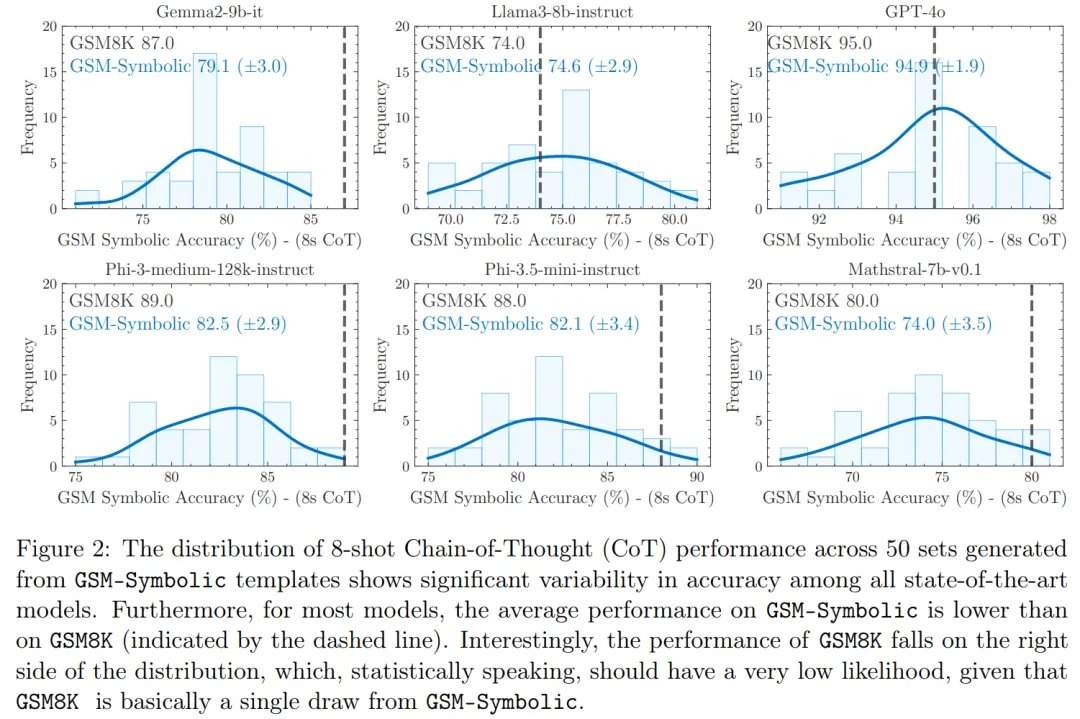 Gemma2-9b-it
GSM8K 87.0
GSM-Symbolic 79.1 (±3.0)
Frequency
0
5
10
15
20
75
80
85
GSM Symbolic Accuracy (%) - (8s CoT)
Llama3-8b-instruct
GSM8K 74.0
GSM-Symbolic 74.6 (±2.9)
Frequency
0
5
10
15
20
70.0
72.5
75.0
77.5
80.0
GSM Symbolic Accuracy (%) - (8s CoT)
GPT-4o
GSM8K 95.0
GSM-Symbolic 94.9 (±1.9)
Frequency
0
5
10
15
20
92
94
96
98
GSM Symbolic Accuracy (%) - (8s CoT)
Phi-3-medium-128k-instruct
GSM8K 89.0
GSM-Symbolic 82.5 (±2.9)
Frequency
0
5
10
15
20
75
80
85
GSM Symbolic Accuracy (%) - (8s CoT)
Phi-3.5-mini-instruct
GSM8K 88.0
GSM-Symbolic 82.1 (±3.4)
Frequency
0
5
10
15
20
75
80
85
90
GSM Symbolic Accuracy (%) - (8s CoT)
Mathstral-7b-v0.1
GSM8K 80.0
GSM-Symbolic 74.0 (±3.5)
Frequency
0
5
10
15
20
70
75
80
GSM Symbolic Accuracy (%) - (8s CoT)
Figure 2: The distribution of 8-shot Chain-of-Thought (CoT) performance across 50 sets generated
from GSM-Symbolic templates shows significant variability in accuracy among all state-of-the-art
models. Furthermore, for most models, the average performance on GSM-Symbolic is lower than
on GSM8K (indicated by the dashed line). Interestingly, the performance of GSM8K falls on the right
side of the distribution, which, statistically speaking, should have a very low likelihood, given that
GSM8K is basically a single draw from GSM-Symbolic.